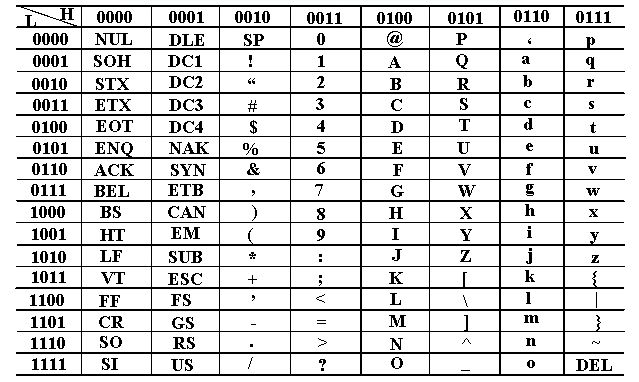 L H 0000 0001 0010 0011 0100 0101 0110 0111
0000 NUL DLE SP 0 @ P ‘ p
0001 SOH DC1 ! 1 A Q a q
0010 STX DC2 “ 2 B R b r
0011 ETX DC3 # 3 C S c s
0100 EOT DC4 $ 4 D T d t
0101 ENQ NAK % 5 E U e u
0110 ACK SYN & 6 F V f v
0111 BEL ETB , 7 G W g w
1000 BS CAN ) 8 H X h x
1001 HT EM ( 9 I Y i y
1010 LF SUB * : J Z j z
1011 VT ESC + ; K [ k {
1100 FF FS ’ < L \ l |
1101 CR GS - = M ] m }
1110 SO RS . > N ^ n ~
1111 SI US / ? O _ o DEL